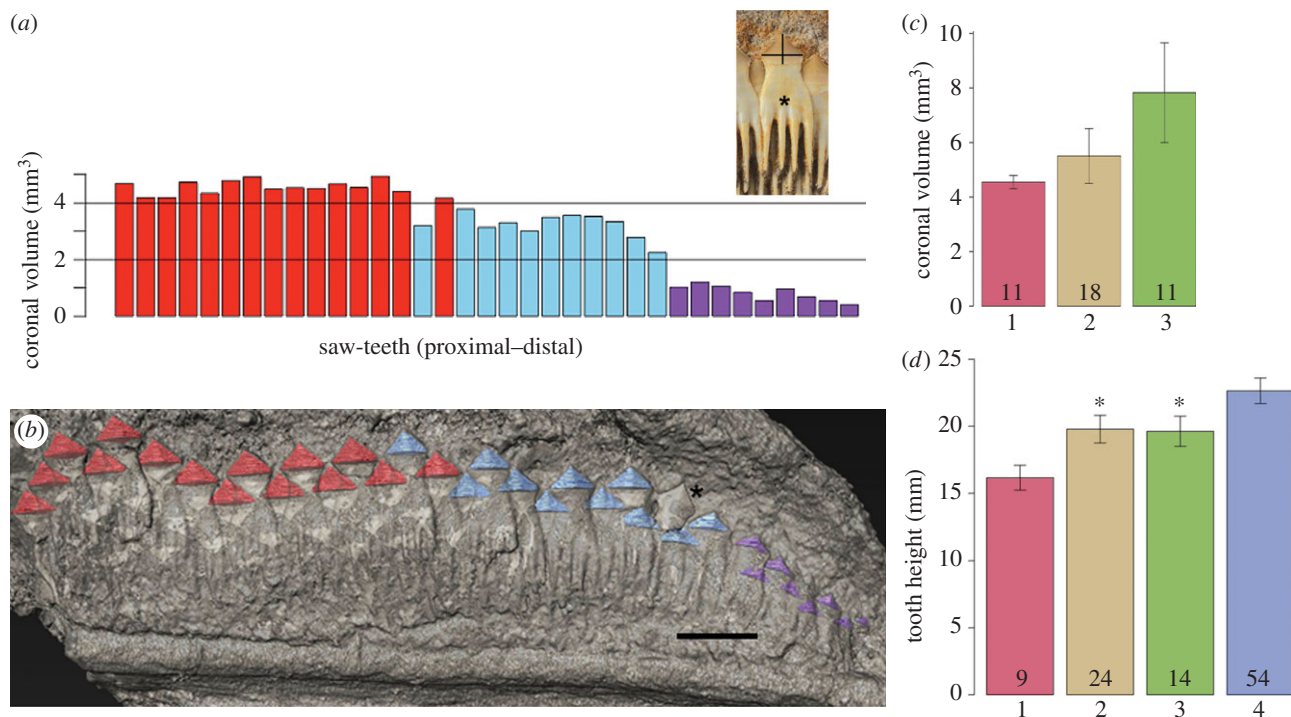 (a)
coronal volume (mm³)
4
2
0
saw-teeth (proximal–distal)
*
(b)
*
(c)
coronal volume (mm³)
10
8
6
4
2
0
11 18 11
1 2 3
(d)
tooth height (mm)
25
20
15
10
5
0
* *
9 24 14 54
1 2 3 4